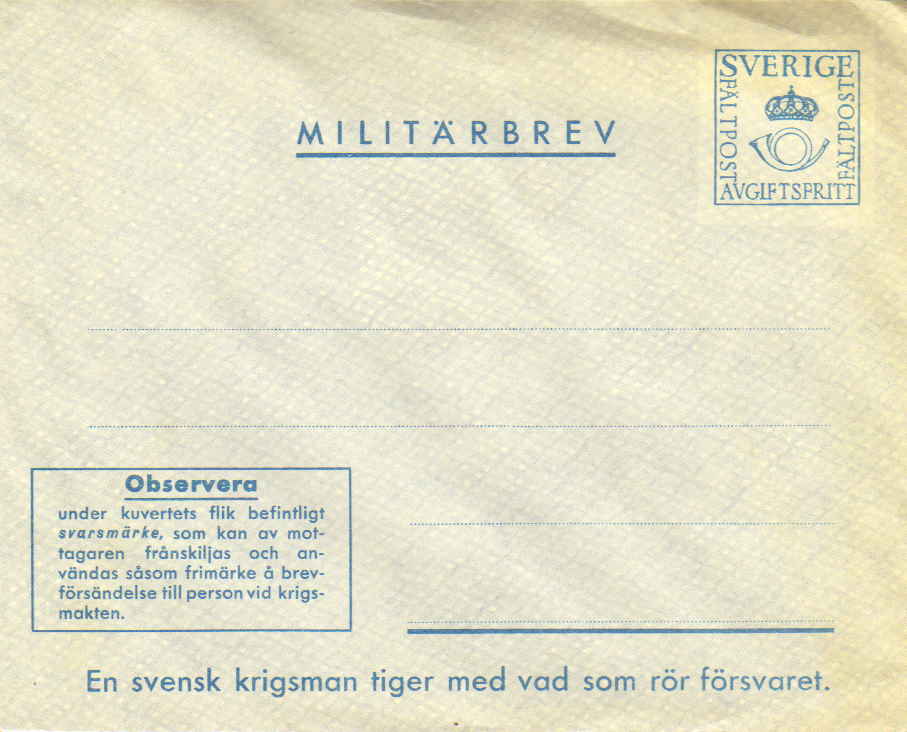 SVERIGE
FÄLTPOST
FÄLTPOST
AVGIFTSFRITT
MILITÄRBREV
Observera
under kuvertets flik befintligt
svarsmärke, som kan av mot-
tagaren frånskiljas och an-
vändas såsom frimärke å brev-
försändelse till person vid krigs-
makten.
En svensk krigsman tiger med vad som rör försvaret.